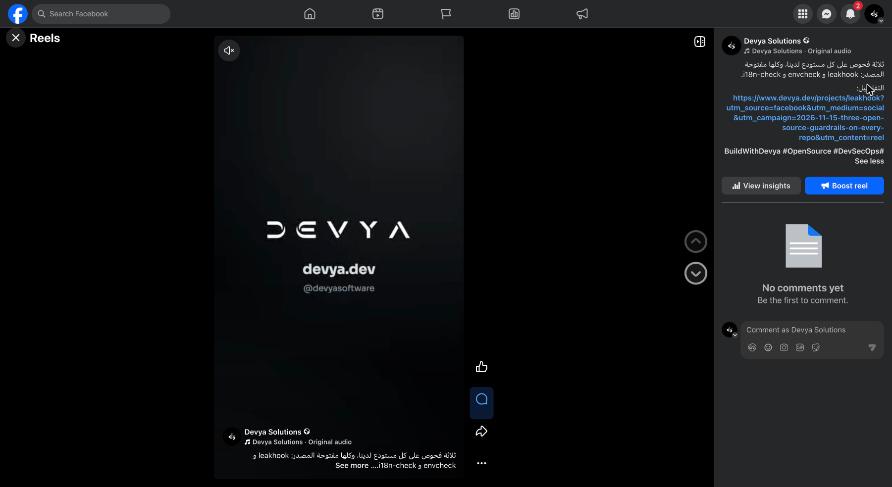 Search Facebook
2
Reels
Devya Solutions
Devya Solutions · Original audio
ثلاثة فحوص على كل مستودع لدينا، وكلها مفتوحة
المصدر: leakhook و envcheck و i18n-check.
https://www.devya.dev/projects/leakhook?
utm_source=facebook&utm_medium=social
&utm_campaign=2026-11-15-three-open-
source-guardrails-on-every-
repo&utm_content=reel
BuildWithDevya #OpenSource #DevSecOps#
See less
View insights
Boost reel
No comments yet
Be the first to comment.
Comment as Devya Solutions
GIF
DEVYA
devya.dev
@devyasoftware
Devya Solutions
Devya Solutions · Original audio
ثلاثة فحوص على كل مستودع لدينا، وكلها مفتوحة المصدر: leakhook و
envcheck و i18n-check.... See more